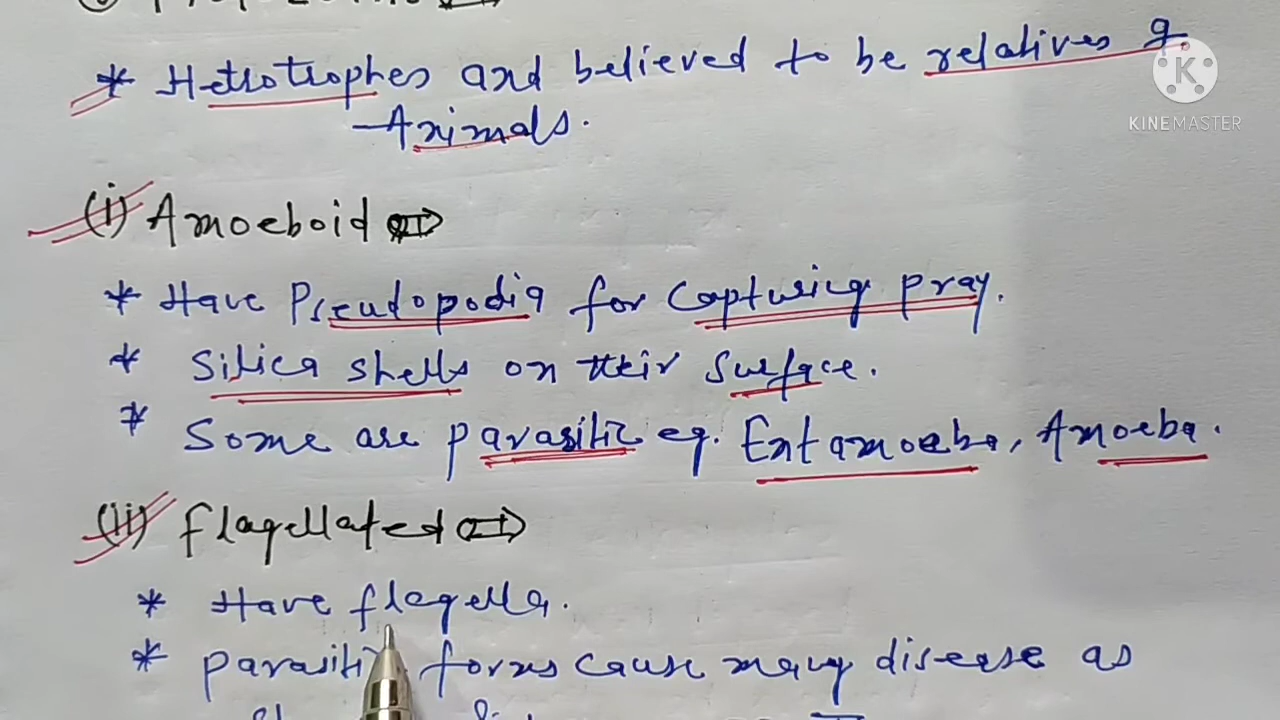 * Hetrotrophes and believed to be relatives of
Animals.
K
KINEMASTER
(i) Amoeboid ⇨
* Have Pseudopodia for Capturing pray.
* Silica shells on their surface.
* Some are parasitic eg. Entamoeba, Amoeba.
(ii) flagellated ⇨
* Have flagella.
* parasitic forms cause many disease as